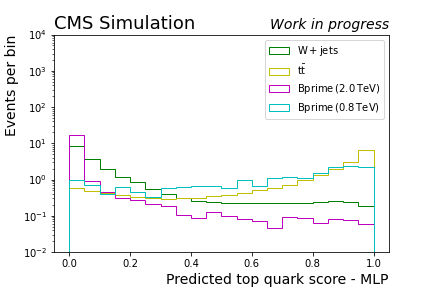 CMS Simulation
Work in progress
Events per bin
10⁴
10³
10²
10¹
10⁰
10⁻¹
10⁻²
W + jets
tt̄
Bprime (2.0 TeV)
Bprime (0.8 TeV)
0.0 0.2 0.4 0.6 0.8 1.0
Predicted top quark score - MLP